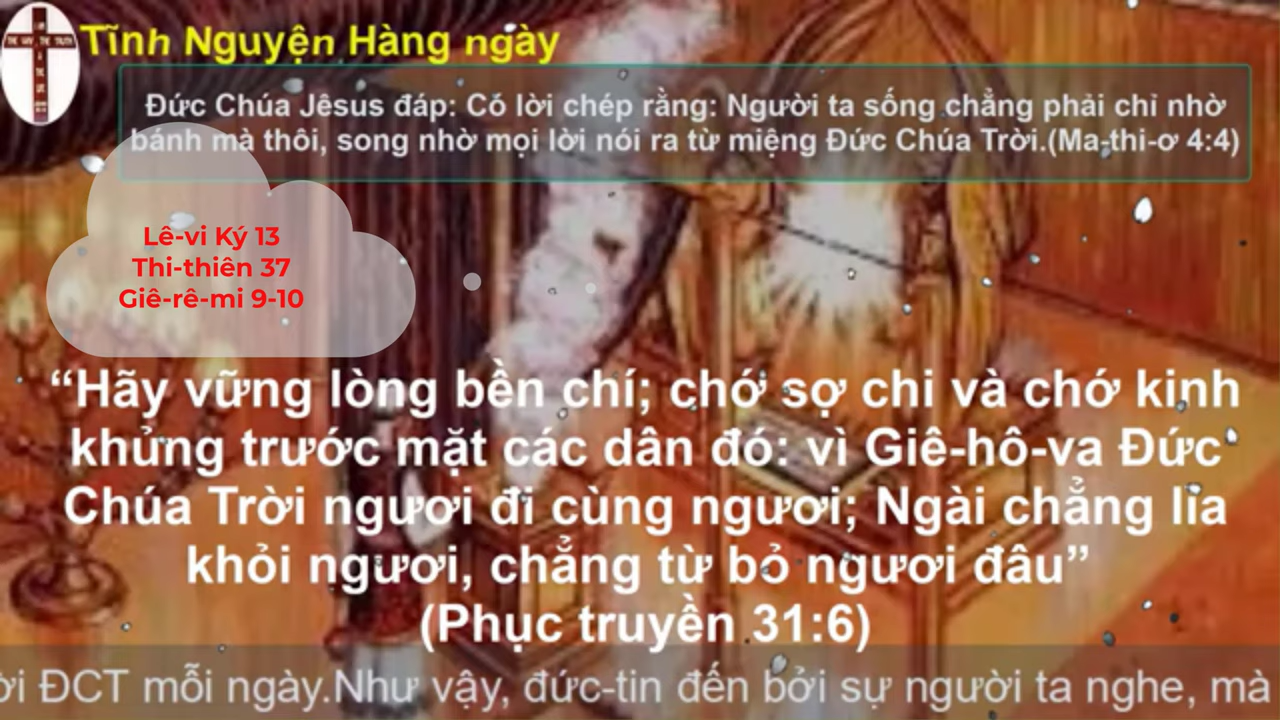 Tĩnh Nguyện Hàng ngày
Đức Chúa Jêsus đáp: Có lời chép rằng: Người ta sống chẳng phải chỉ nhờ
bánh mà thôi, song nhờ mọi lời nói ra từ miệng Đức Chúa Trời.(Ma-thi-ơ 4:4)
Lê-vi Ký 13
Thi-thiên 37
Giê-rê-mi 9-10
“Hãy vững lòng bền chí; chớ sợ chi và chớ kinh
khủng trước mặt các dân đó: vì Giê-hô-va Đức
Chúa Trời ngươi đi cùng ngươi; Ngài chẳng lìa
khỏi ngươi, chẳng từ bỏ ngươi đâu”
(Phục truyền 31:6)
ời ĐCT mỗi ngày.Như vậy, đức-tin đến bởi sự người ta nghe, mà